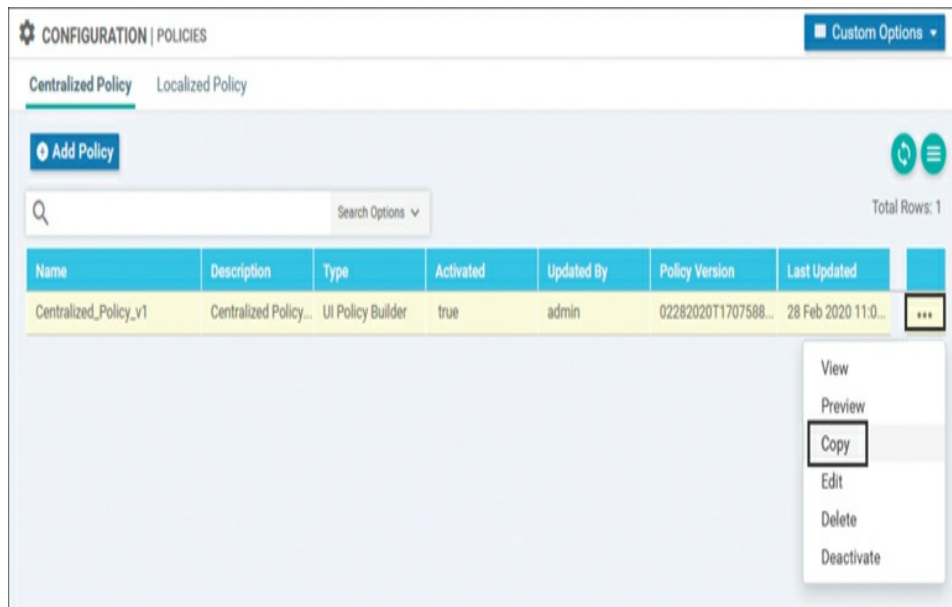 CONFIGURATION | POLICIES
Custom Options
Centralized Policy Localized Policy
Add Policy
Search Options
Total Rows: 1
Name Description Type Activated Updated By Policy Version Last Updated
Centralized_Policy_v1 Centralized Policy... UI Policy Builder true admin 02282020T1707588... 28 Feb 2020 11:0...
View
Preview
Copy
Edit
Delete
Deactivate